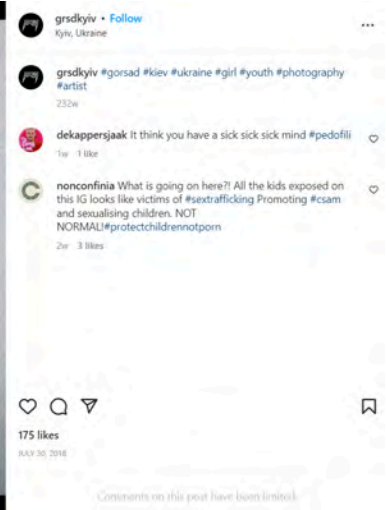 grsdkyiv • Follow
Kyiv, Ukraine
grsdkyiv #gorsad #kiev #ukraine #girl #youth #photography
#artist
232w
dekappersjaak It think you have a sick sick sick mind #pedofili
1w 1 like
nonconfinia What is going on here?! All the kids exposed on
this IG looks like victims of #sextrafficking Promoting #csam
and sexualising children. NOT
NORMAL!#protectchildrennotporn
2w 3 likes
175 likes
JULY 30, 2018
Comments on this post have been limited